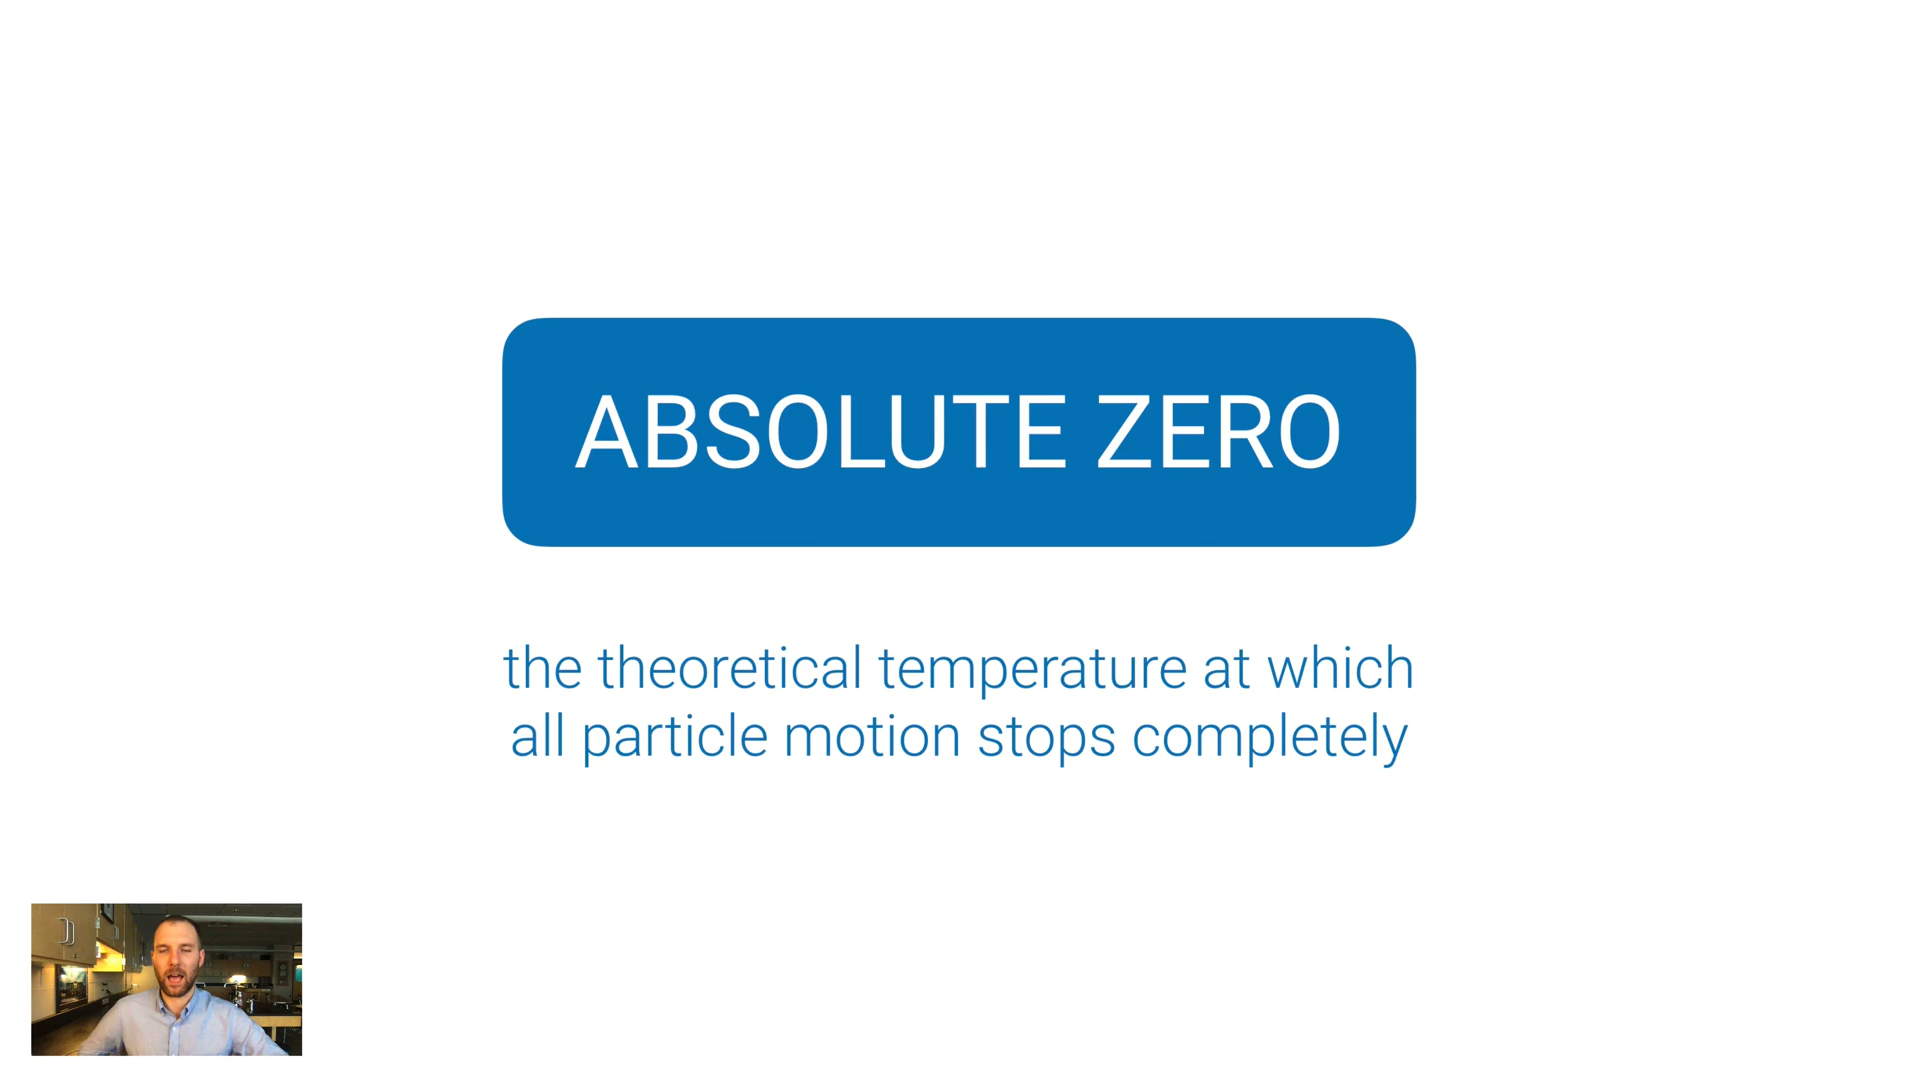 ABSOLUTE ZERO
the theoretical temperature at which
all particle motion stops completely